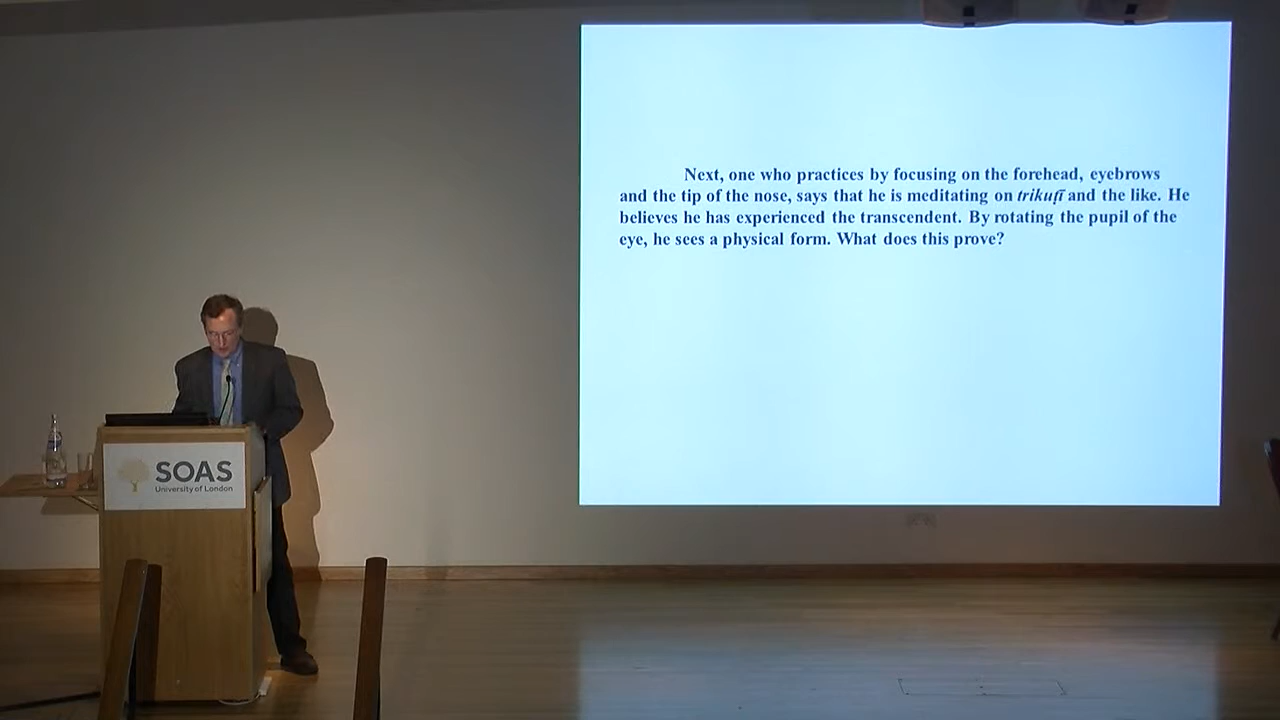 Next, one who practices by focusing on the forehead, eyebrows
and the tip of the nose, says that he is meditating on trikuṭī and the like. He
believes he has experienced the transcendent. By rotating the pupil of the
eye, he sees a physical form. What does this prove?
SOAS
University of London